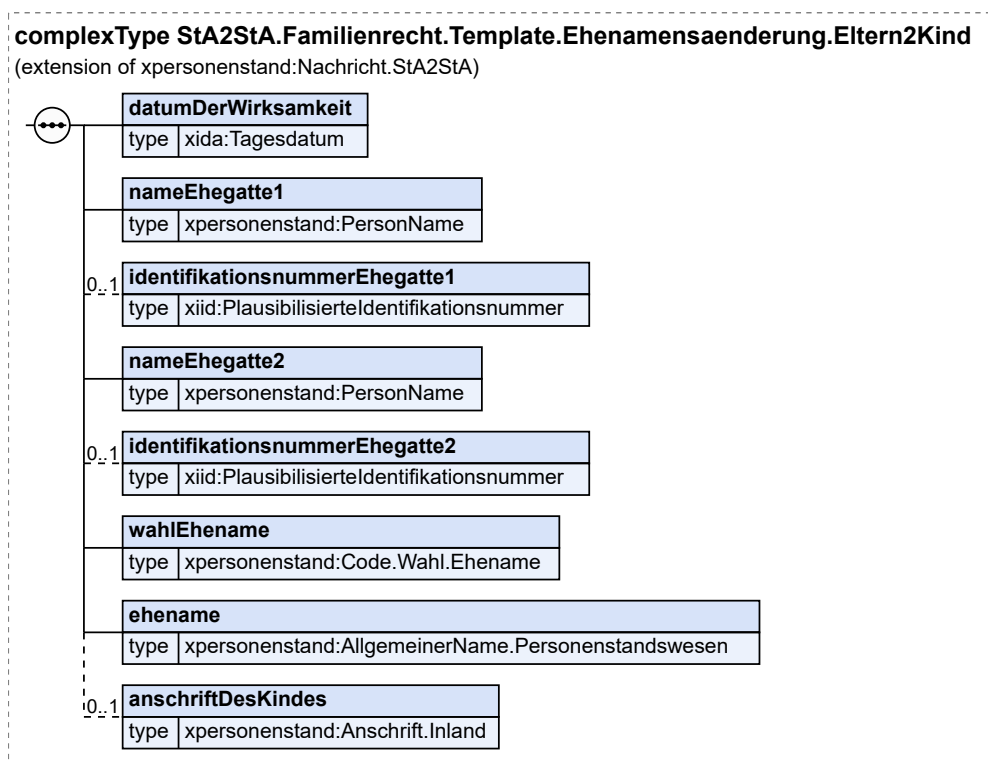 complexType StA2StA.Familienrecht.Template.Ehenamensaenderung.Eltern2Kind
(extension of xpersonenstand:Nachricht.StA2StA)
datumDerWirksamkeit
type xida:Tagesdatum
nameEhegatte1
type xpersonenstand:PersonName
0..1 identifikationsnummerEhegatte1
type xiid:PlausibilisierteIdentifikationsnummer
nameEhegatte2
type xpersonenstand:PersonName
0..1 identifikationsnummerEhegatte2
type xiid:PlausibilisierteIdentifikationsnummer
wahlEhename
type xpersonenstand:Code.Wahl.Ehename
ehename
type xpersonenstand:AllgemeinerName.Personenstandswesen
0..1 anschriftDesKindes
type xpersonenstand:Anschrift.Inland